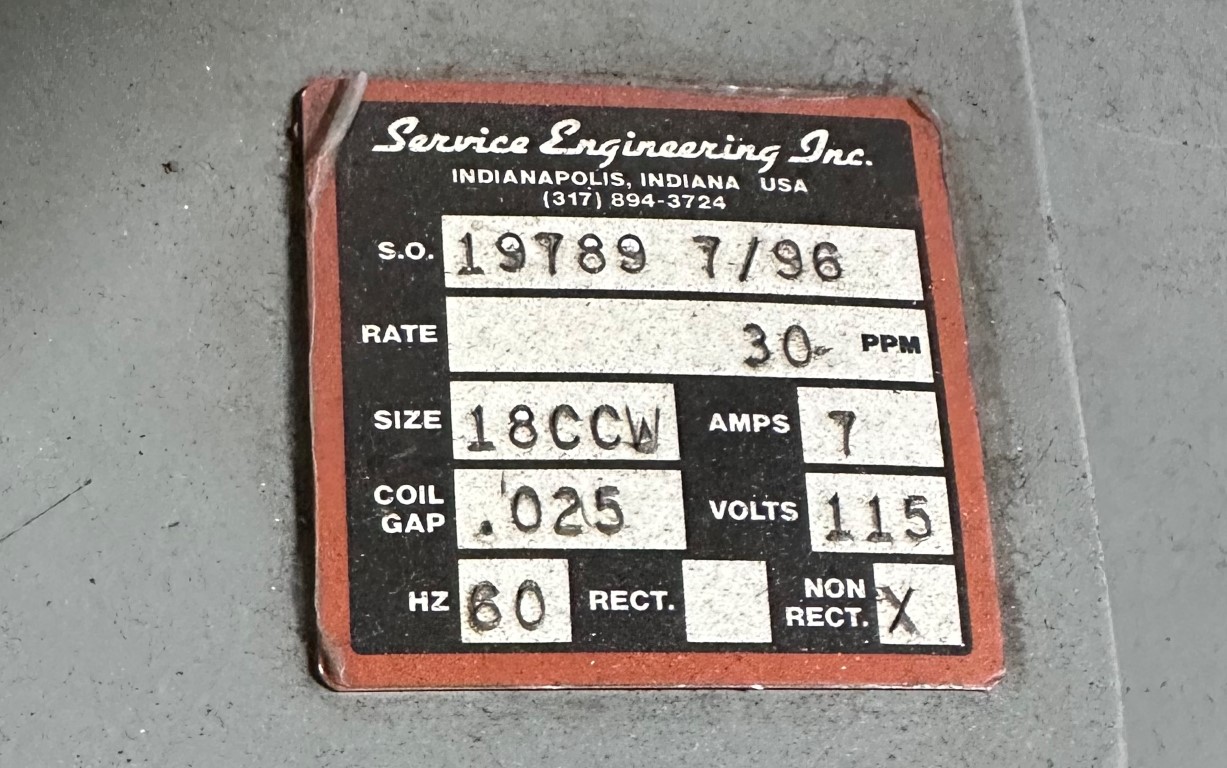 Service Engineering Inc.
INDIANAPOLIS, INDIANA USA
(317) 894-3724
S.O. 19789 7/96
RATE 30 PPM
SIZE 18CCW AMPS 7
COIL GAP .025 VOLTS 115
HZ 60 RECT. NON RECT. X